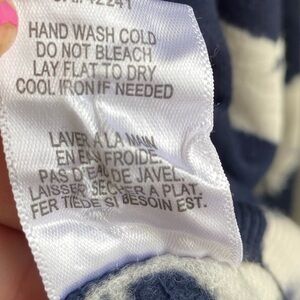 HAND WASH COLD
DO NOT BLEACH
LAY FLAT TO DRY
COOL IRON IF NEEDED
LAVER A LA MAIN
EN EAU FROIDE.
PAS D'EAU DE JAVEL.
LAISSER SECHER A PLAT.
FER TIEDE SI BESOIN EST.